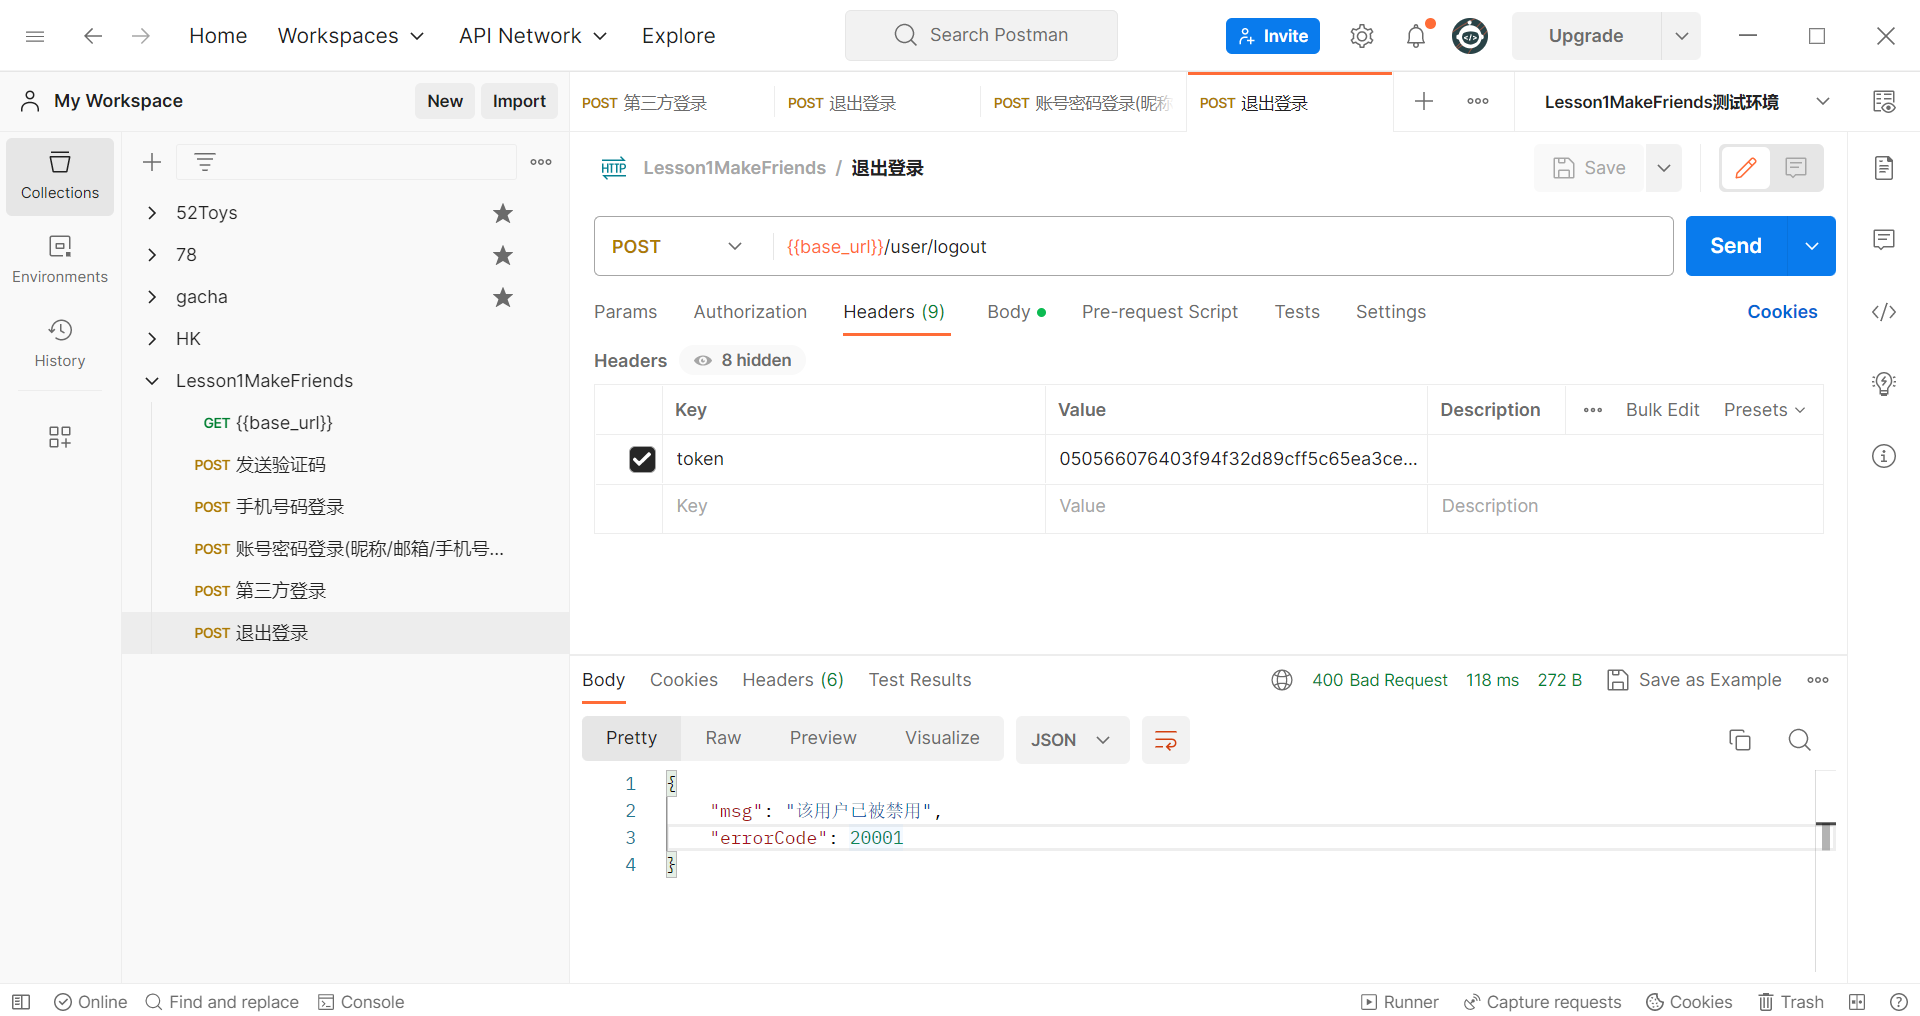 Home Workspaces API Network Explore Search Postman Invite Upgrade
My Workspace New Import POST 第三方登录 POST 退出登录 POST 账号密码登录(昵称 POST 退出登录 Lesson1MakeFriends测试环境
HTTP Lesson1MakeFriends / 退出登录 Save
Collections
Environments
History
52Toys
78
gacha
HK
Lesson1MakeFriends
GET {{base_url}}
POST 发送验证码
POST 手机号码登录
POST 账号密码登录(昵称/邮箱/手机号...
POST 第三方登录
POST 退出登录
POST {{base_url}}/user/logout Send
Params Authorization Headers (9) Body Pre-request Script Tests Settings Cookies
Headers 8 hidden
Key Value Description Bulk Edit Presets
token 050566076403f94f32d89cff5c65ea3ce...
Key Value Description
Body Cookies Headers (6) Test Results 400 Bad Request 118 ms 272 B Save as Example
Pretty Raw Preview Visualize JSON
1 {
2 "msg": "该用户已被禁用",
3 "errorCode": 20001
4 }
Online Find and replace Console Runner Capture requests Cookies Trash